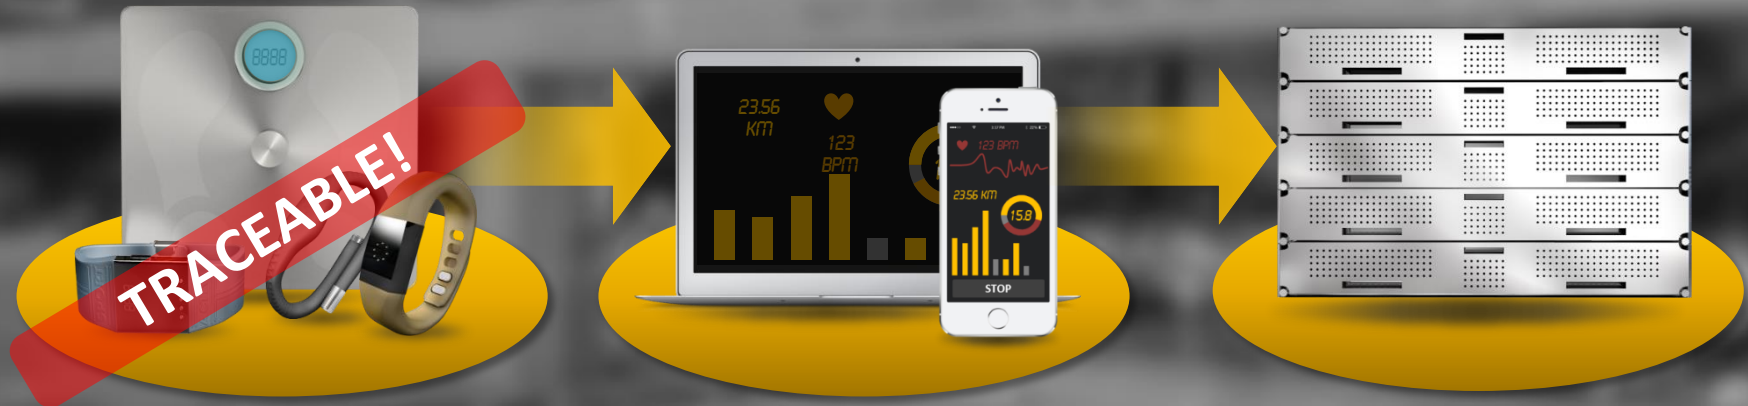 8888
TRACEABLE!
23.56
KM
123
BPM
123 BPM
23.56 KM
15.8
STOP